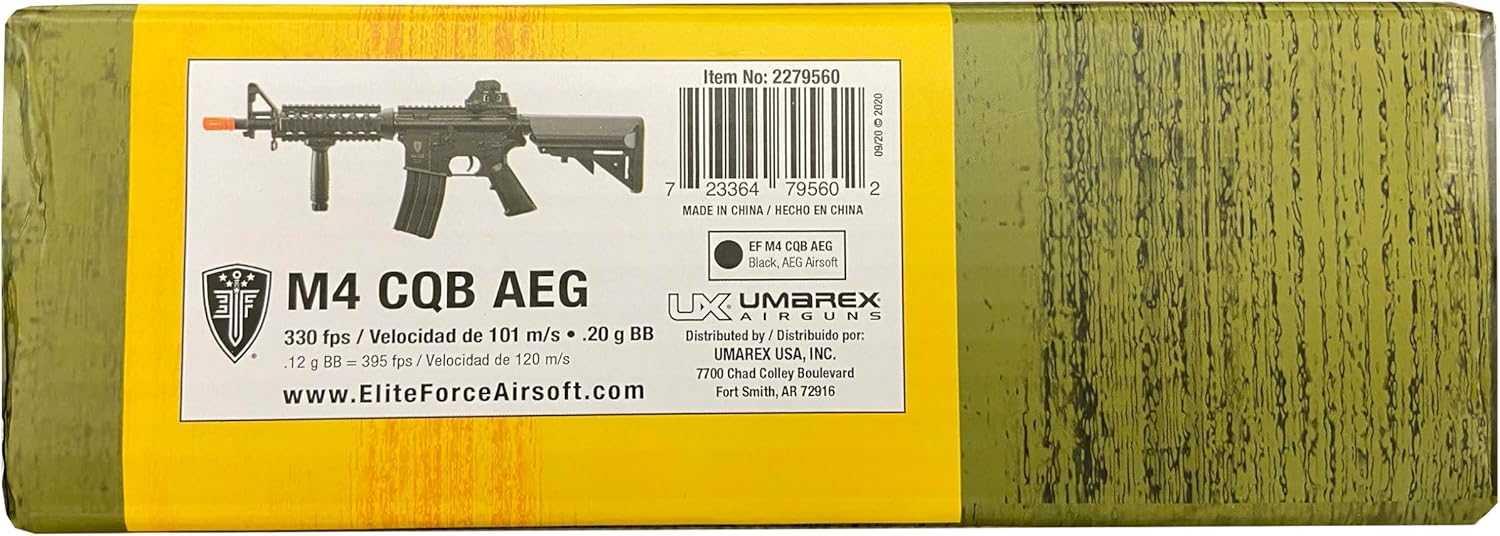 Item No: 2279560
09/20 © 2020
7 23364 79560 2
MADE IN CHINA / HECHO EN CHINA
EF M4 CQB AEG
Black, AEG Airsoft
M4 CQB AEG
330 fps / Velocidad de 101 m/s • .20 g BB
.12 g BB = 395 fps / Velocidad de 120 m/s
www.EliteForceAirsoft.com
UX UMAREX
AIRGUNS
Distributed by / Distribuido por:
UMAREX USA, INC.
7700 Chad Colley Boulevard
Fort Smith, AR 72916